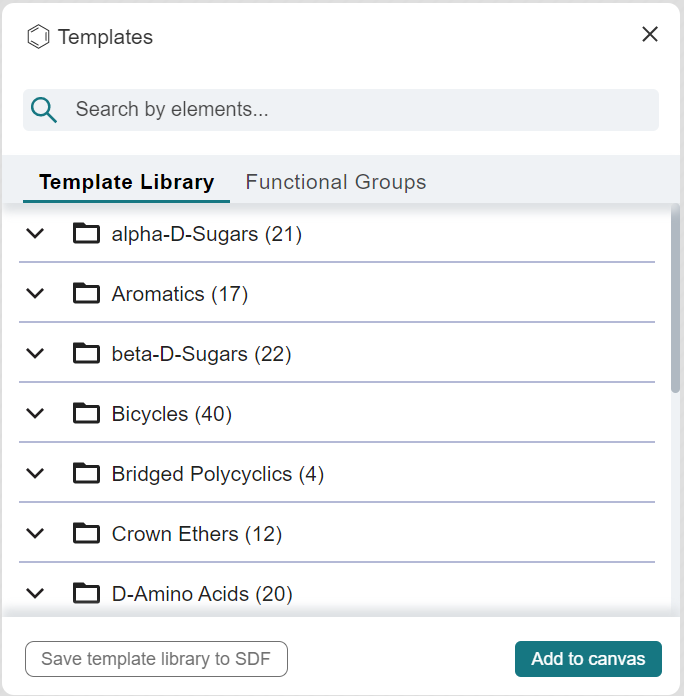 Templates
Search by elements...
Template Library Functional Groups
alpha-D-Sugars (21)
Aromatics (17)
beta-D-Sugars (22)
Bicycles (40)
Bridged Polycyclics (4)
Crown Ethers (12)
D-Amino Acids (20)
Save template library to SDF Add to canvas